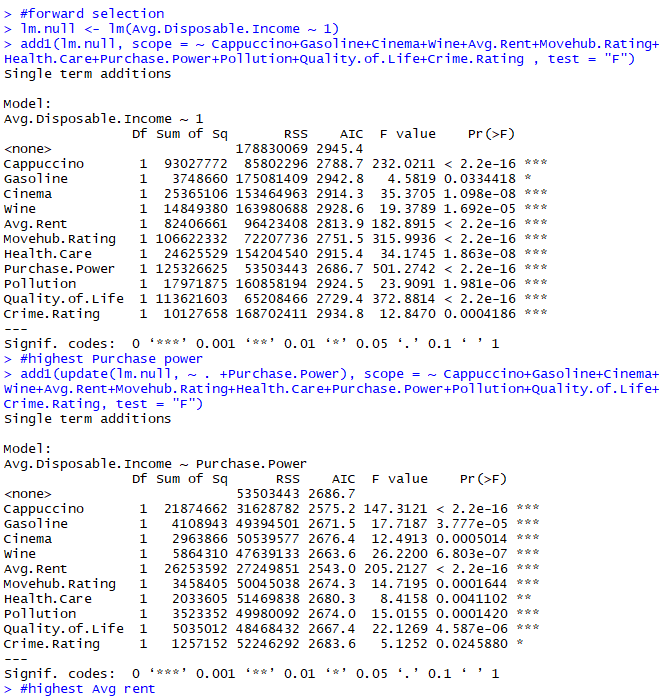 > #forward selection
> lm.null <- lm(Avg.Disposable.Income ~ 1)
> add1(lm.null, scope = ~ Cappuccino+Gasoline+Cinema+Wine+Avg.Rent+Movehub.Rating+
Health.Care+Purchase.Power+Pollution+Quality.of.Life+Crime.Rating , test = "F")
Single term additions

Model:
Avg.Disposable.Income ~ 1
                Df Sum of Sq       RSS    AIC  F value    Pr(>F)
<none>                       178830069 2945.4
Cappuccino       1  93027772  85802296 2788.7 232.0211 < 2.2e-16 ***
Gasoline         1   3748660 175081409 2942.8   4.5819 0.0334418 *
Cinema           1  25365106 153464963 2914.3  35.3705 1.098e-08 ***
Wine             1  14849380 163980688 2928.6  19.3789 1.692e-05 ***
Avg.Rent         1  82406661  96423408 2813.9 182.8915 < 2.2e-16 ***
Movehub.Rating   1 106622332  72207736 2751.5 315.9936 < 2.2e-16 ***
Health.Care      1  24625529 154204540 2915.4  34.1745 1.863e-08 ***
Purchase.Power   1 125326625  53503443 2686.7 501.2742 < 2.2e-16 ***
Pollution        1  17971875 160858194 2924.5  23.9091 1.981e-06 ***
Quality.of.Life  1 113621603  65208466 2729.4 372.8814 < 2.2e-16 ***
Crime.Rating     1  10127658 168702411 2934.8  12.8470 0.0004186 ***
---
Signif. codes:  0 ‘***’ 0.001 ‘**’ 0.01 ‘*’ 0.05 ‘.’ 0.1 ‘ ’ 1
> #highest Purchase power
> add1(update(lm.null, ~ . +Purchase.Power), scope = ~ Cappuccino+Gasoline+Cinema+
Wine+Avg.Rent+Movehub.Rating+Health.Care+Purchase.Power+Pollution+Quality.of.Life+
Crime.Rating, test = "F")
Single term additions

Model:
Avg.Disposable.Income ~ Purchase.Power
                Df Sum of Sq      RSS    AIC  F value    Pr(>F)
<none>                       53503443 2686.7
Cappuccino       1  21874662 31628782 2575.2 147.3121 < 2.2e-16 ***
Gasoline         1   4108943 49394501 2671.5  17.7187 3.777e-05 ***
Cinema           1   2963866 50539577 2676.4  12.4913 0.0005014 ***
Wine             1   5864310 47639133 2663.6  26.2200 6.803e-07 ***
Avg.Rent         1  26253592 27249851 2543.0 205.2127 < 2.2e-16 ***
Movehub.Rating   1   3458405 50045038 2674.3  14.7195 0.0001644 ***
Health.Care      1   2033605 51469838 2680.3   8.4158 0.0041102 **
Pollution        1   3523352 49980092 2674.0  15.0155 0.0001420 ***
Quality.of.Life  1   5035012 48468432 2667.4  22.1269 4.587e-06 ***
Crime.Rating     1   1257152 52246292 2683.6   5.1252 0.0245880 *
---
Signif. codes:  0 ‘***’ 0.001 ‘**’ 0.01 ‘*’ 0.05 ‘.’ 0.1 ‘ ’ 1
> #highest Avg rent